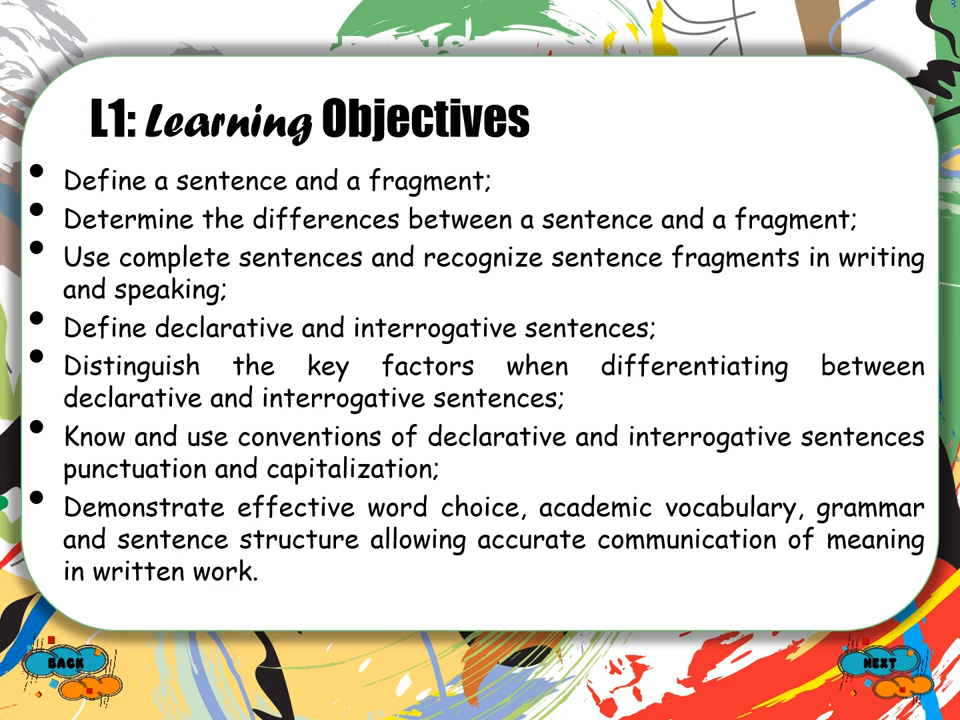 L1: Learning Objectives
• Define a sentence and a fragment;
• Determine the differences between a sentence and a fragment;
• Use complete sentences and recognize sentence fragments in writing
and speaking;
• Define declarative and interrogative sentences;
• Distinguish the key factors when differentiating between
declarative and interrogative sentences;
• Know and use conventions of declarative and interrogative sentences
punctuation and capitalization;
• Demonstrate effective word choice, academic vocabulary, grammar
and sentence structure allowing accurate communication of meaning
in written work.
BACK
NEXT